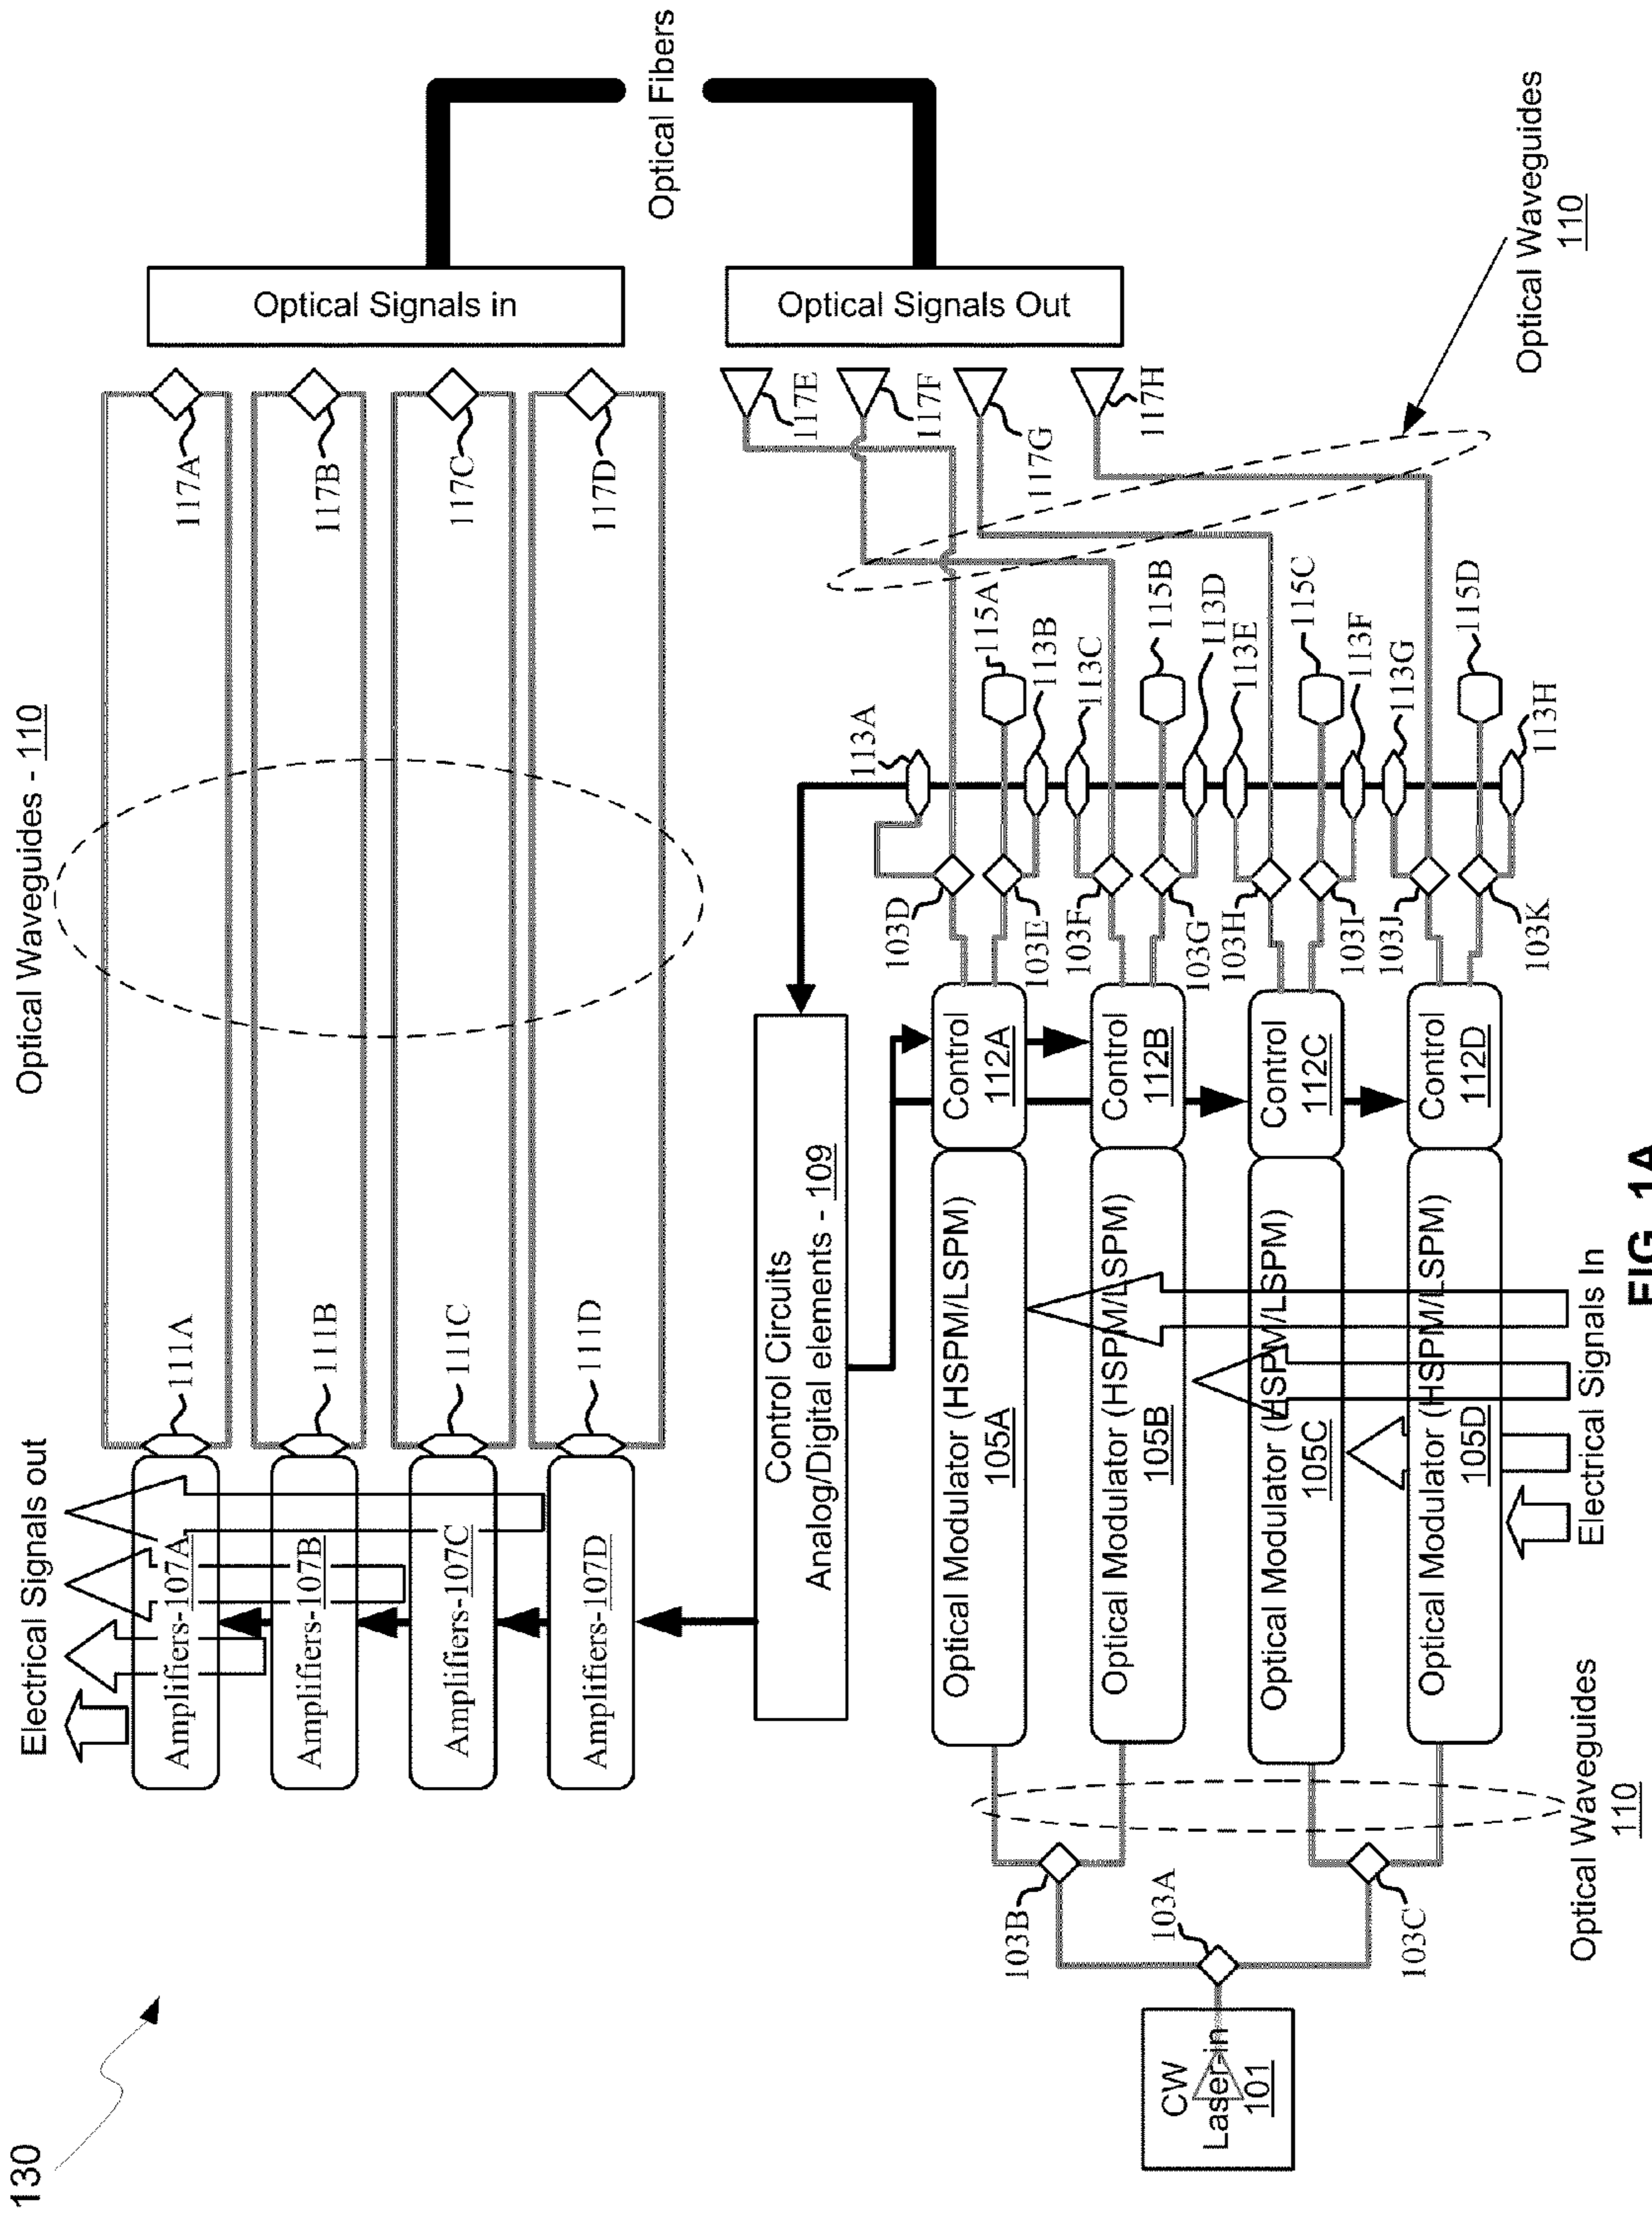 130
Electrical Signals out
Optical Waveguides - 110
Amplifiers-107A
111A
117A
Amplifiers-107B
111B
117B
Amplifiers-107C
111C
117C
Amplifiers-107D
111D
117D
Optical Signals in
Optical Fibers
Optical Signals Out
Control Circuits
Analog/Digital elements - 109
117E
117F
117G
117H
113A
103D
Optical Modulator (HSPM/LSPM)
105A
Control
112A
115A
103E
113B
103F
113C
Optical Modulator (HSPM/LSPM)
105B
Control
112B
115B
103G
113D
103H
113E
Optical Modulator (HSPM/LSPM)
105C
Control
112C
115C
103I
113F
103J
113G
Optical Modulator (HSPM/LSPM)
105D
Control
112D
115D
103K
113H
103B
103A
103C
CW
Laser-in
101
Optical Waveguides
110
Electrical Signals In
Optical Waveguides
110
FIG. 1A